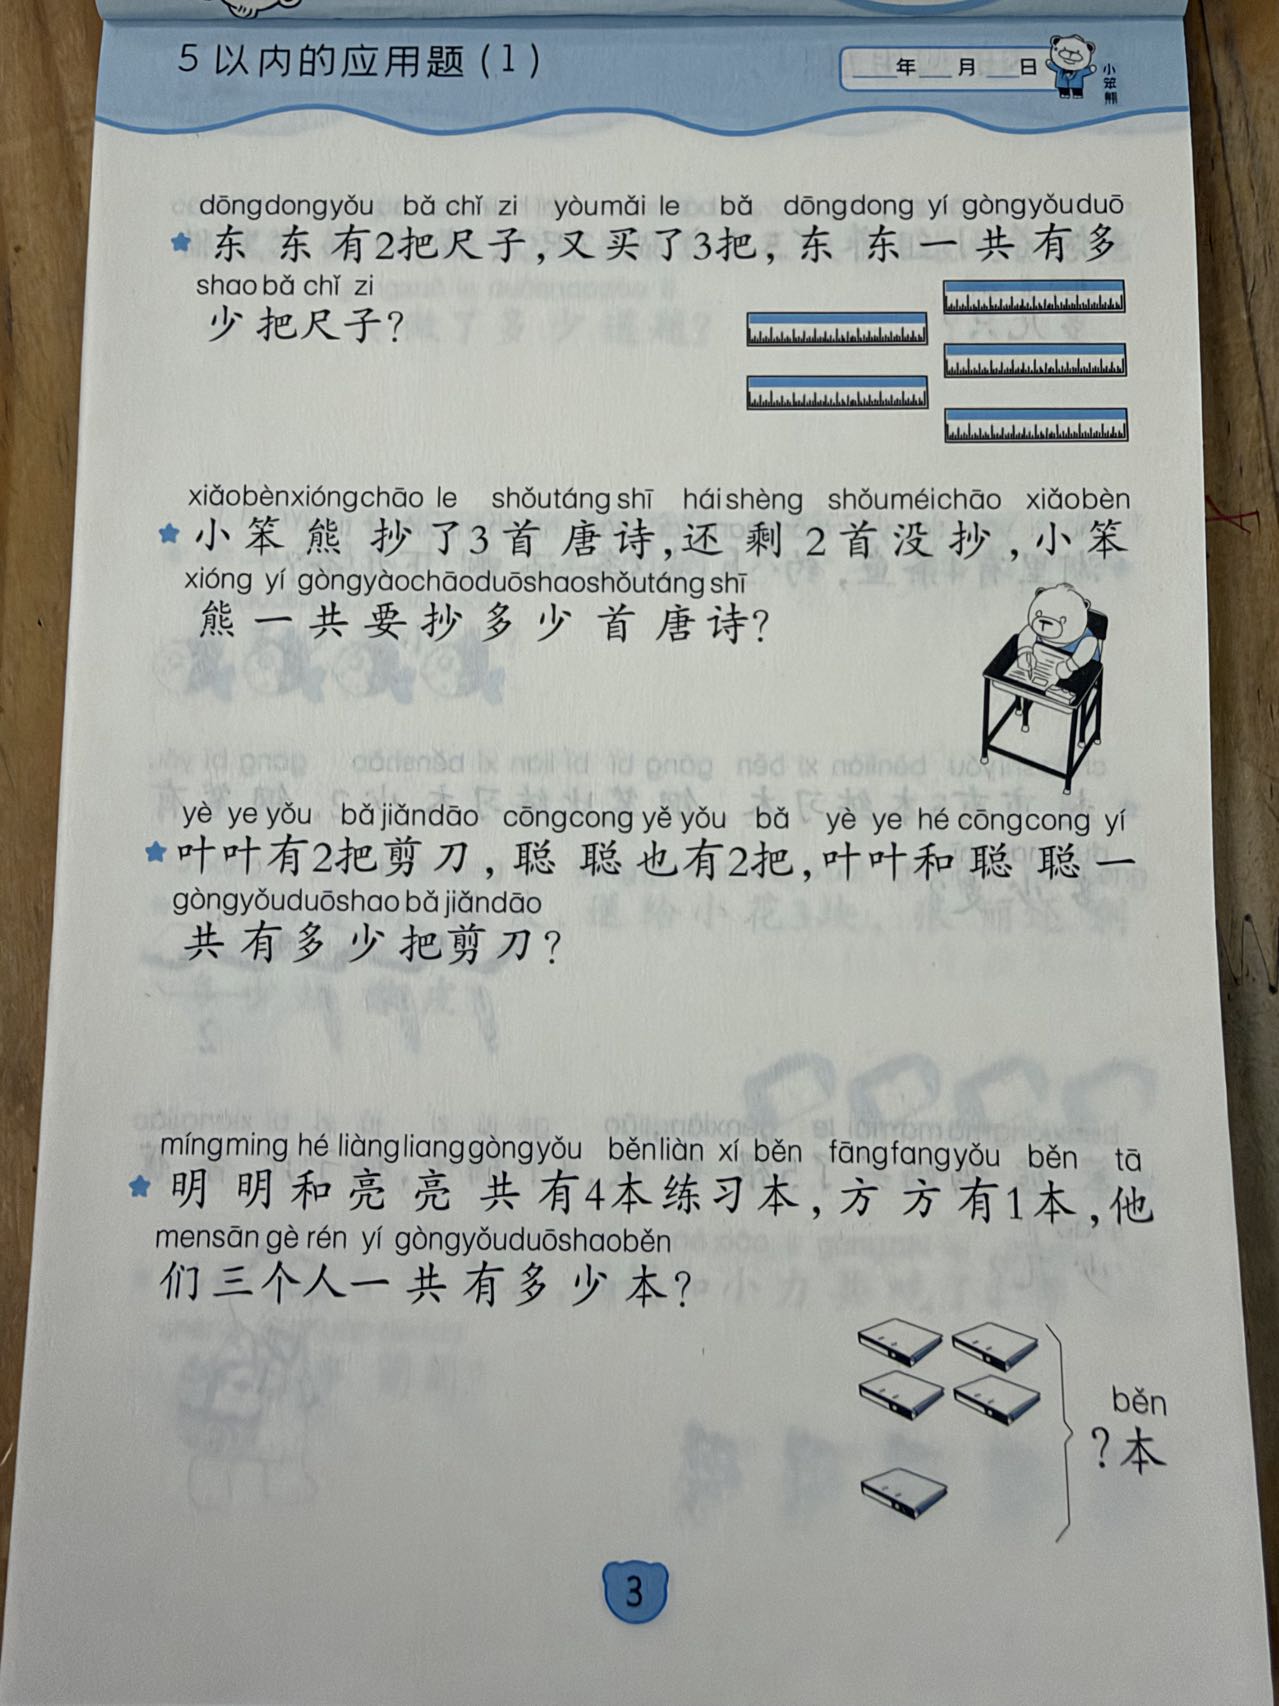 5以内的应用题(1)
年 月 日
小笨熊
dōngdongyǒu bǎ chǐ zi yòumǎi le bǎ dōngdong yí gòngyǒuduō
东东有2把尺子,又买了3把,东东一共有多
shao bǎ chǐ zi
少把尺子?
xiǎobènxióngchāo le shǒutángshī háishèng shǒuméichāo xiǎobèn
小笨熊抄了3首唐诗,还剩2首没抄,小笨
xióng yí gòngyàochāoduōshaoshǒutángshī
熊一共要抄多少首唐诗?
yè ye yǒu bǎ jiǎndāo cōngcong yě yǒu bǎ yè ye hé cōngcong yí
叶叶有2把剪刀,聪聪也有2把,叶叶和聪聪一
gòngyǒuduōshao bǎ jiǎndāo
共有多少把剪刀?
míngming hé liàngliang gòngyǒu běnliàn xí běn fāngfangyǒu běn tā
明明和亮亮共有4本练习本,方方有1本,他
mensān gè rén yí gòngyǒuduōshaoběn
们三个人一共有多少本?
běn
?本
3